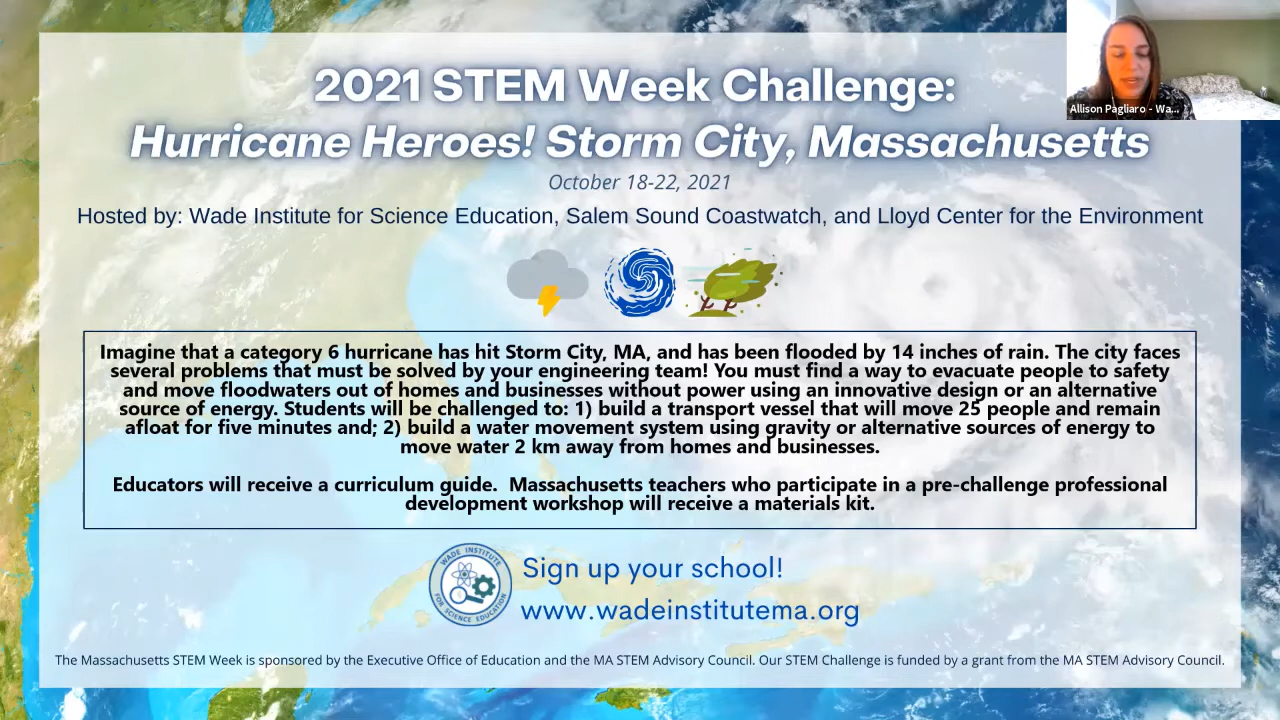 2021 STEM Week Challenge:
Hurricane Heroes! Storm City, Massachusetts
October 18-22, 2021
Hosted by: Wade Institute for Science Education, Salem Sound Coastwatch, and Lloyd Center for the Environment
Allison Pagliaro - Wa...
Imagine that a category 6 hurricane has hit Storm City, MA, and has been flooded by 14 inches of rain. The city faces
several problems that must be solved by your engineering team! You must find a way to evacuate people to safety
and move floodwaters out of homes and businesses without power using an innovative design or an alternative
source of energy. Students will be challenged to: 1) build a transport vessel that will move 25 people and remain
afloat for five minutes and; 2) build a water movement system using gravity or alternative sources of energy to
move water 2 km away from homes and businesses.
Educators will receive a curriculum guide.  Massachusetts teachers who participate in a pre-challenge professional
development workshop will receive a materials kit.
WADE INSTITUTE
FOR SCIENCE EDUCATION
Sign up your school!
www.wadeinstitutema.org
The Massachusetts STEM Week is sponsored by the Executive Office of Education and the MA STEM Advisory Council. Our STEM Challenge is funded by a grant from the MA STEM Advisory Council.